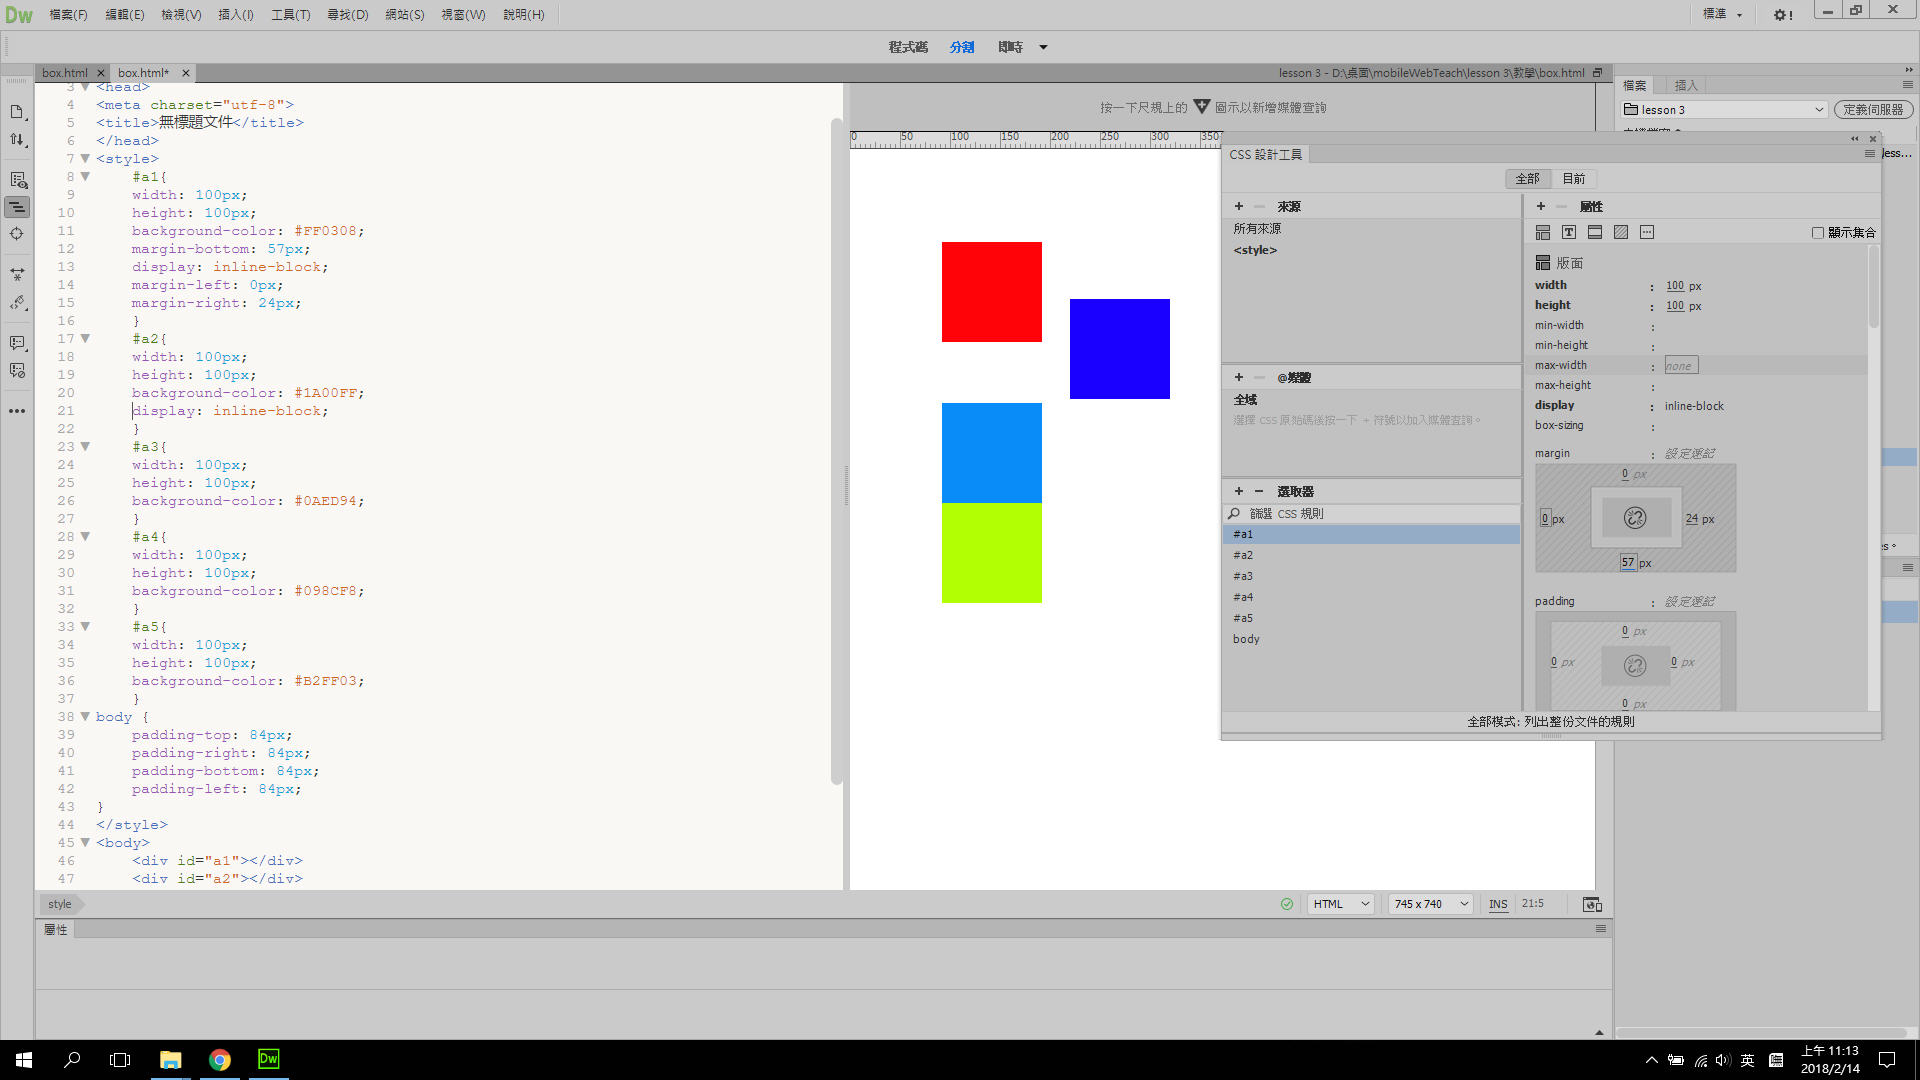 Dw 檔案(F) 編輯(E) 檢視(V) 插入(I) 工具(T) 尋找(D) 網站(S) 視窗(W) 說明(H) 標準
程式碼 分割 即時
box.html box.html* lesson 3 - D:\桌面\mobileWebTeach\lesson 3\教學\box.html
3 <head>
4 <meta charset="utf-8">
5 <title>無標題文件</title>
6 </head>
7 <style>
8 #a1{
9 width: 100px;
10 height: 100px;
11 background-color: #FF0308;
12 margin-bottom: 57px;
13 display: inline-block;
14 margin-left: 0px;
15 margin-right: 24px;
16 }
17 #a2{
18 width: 100px;
19 height: 100px;
20 background-color: #1A00FF;
21 display: inline-block;
22 }
23 #a3{
24 width: 100px;
25 height: 100px;
26 background-color: #0AED94;
27 }
28 #a4{
29 width: 100px;
30 height: 100px;
31 background-color: #098CF8;
32 }
33 #a5{
34 width: 100px;
35 height: 100px;
36 background-color: #B2FF03;
37 }
38 body {
39 padding-top: 84px;
40 padding-right: 84px;
41 padding-bottom: 84px;
42 padding-left: 84px;
43 }
44 </style>
45 <body>
46 <div id="a1"></div>
47 <div id="a2"></div>
按一下尺規上的 圖示以新增媒體查詢
0 50 100 150 200 250 300 350
CSS 設計工具
全部 目前
+ − 來源
所有來源
<style>
+ − @媒體
全域
選擇 CSS 原始碼後按一下 + 符號以加入媒體查詢。
+ − 選取器
篩選 CSS 規則
#a1
#a2
#a3
#a4
#a5
body
+ − 屬性
顯示集合
版面
width : 100 px
height : 100 px
min-width :
min-height :
max-width : none
max-height :
display : inline-block
box-sizing :
margin : 設定速記
0 px
0 px 24 px
57 px
padding : 設定速記
0 px
0 px 0 px
0 px
全部模式: 列出整份文件的規則
檔案 插入
lesson 3 定義伺服器
less...
style HTML 745 x 740 INS 21:5
屬性
Dw
英
上午 11:13
2018/2/14